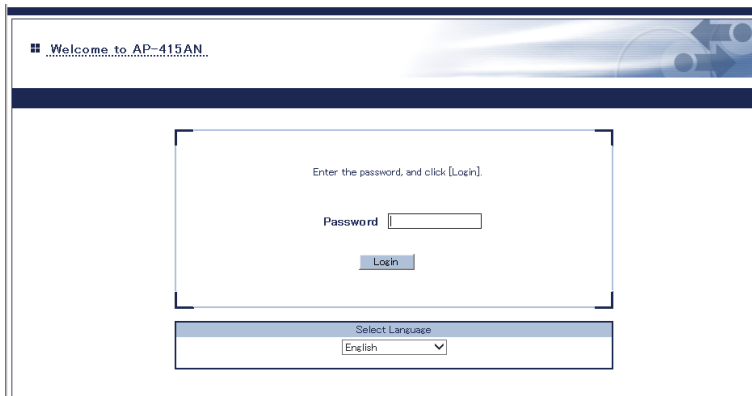 Welcome to AP-415AN
Enter the password, and click [Login].
Password
Login
Select Language
English